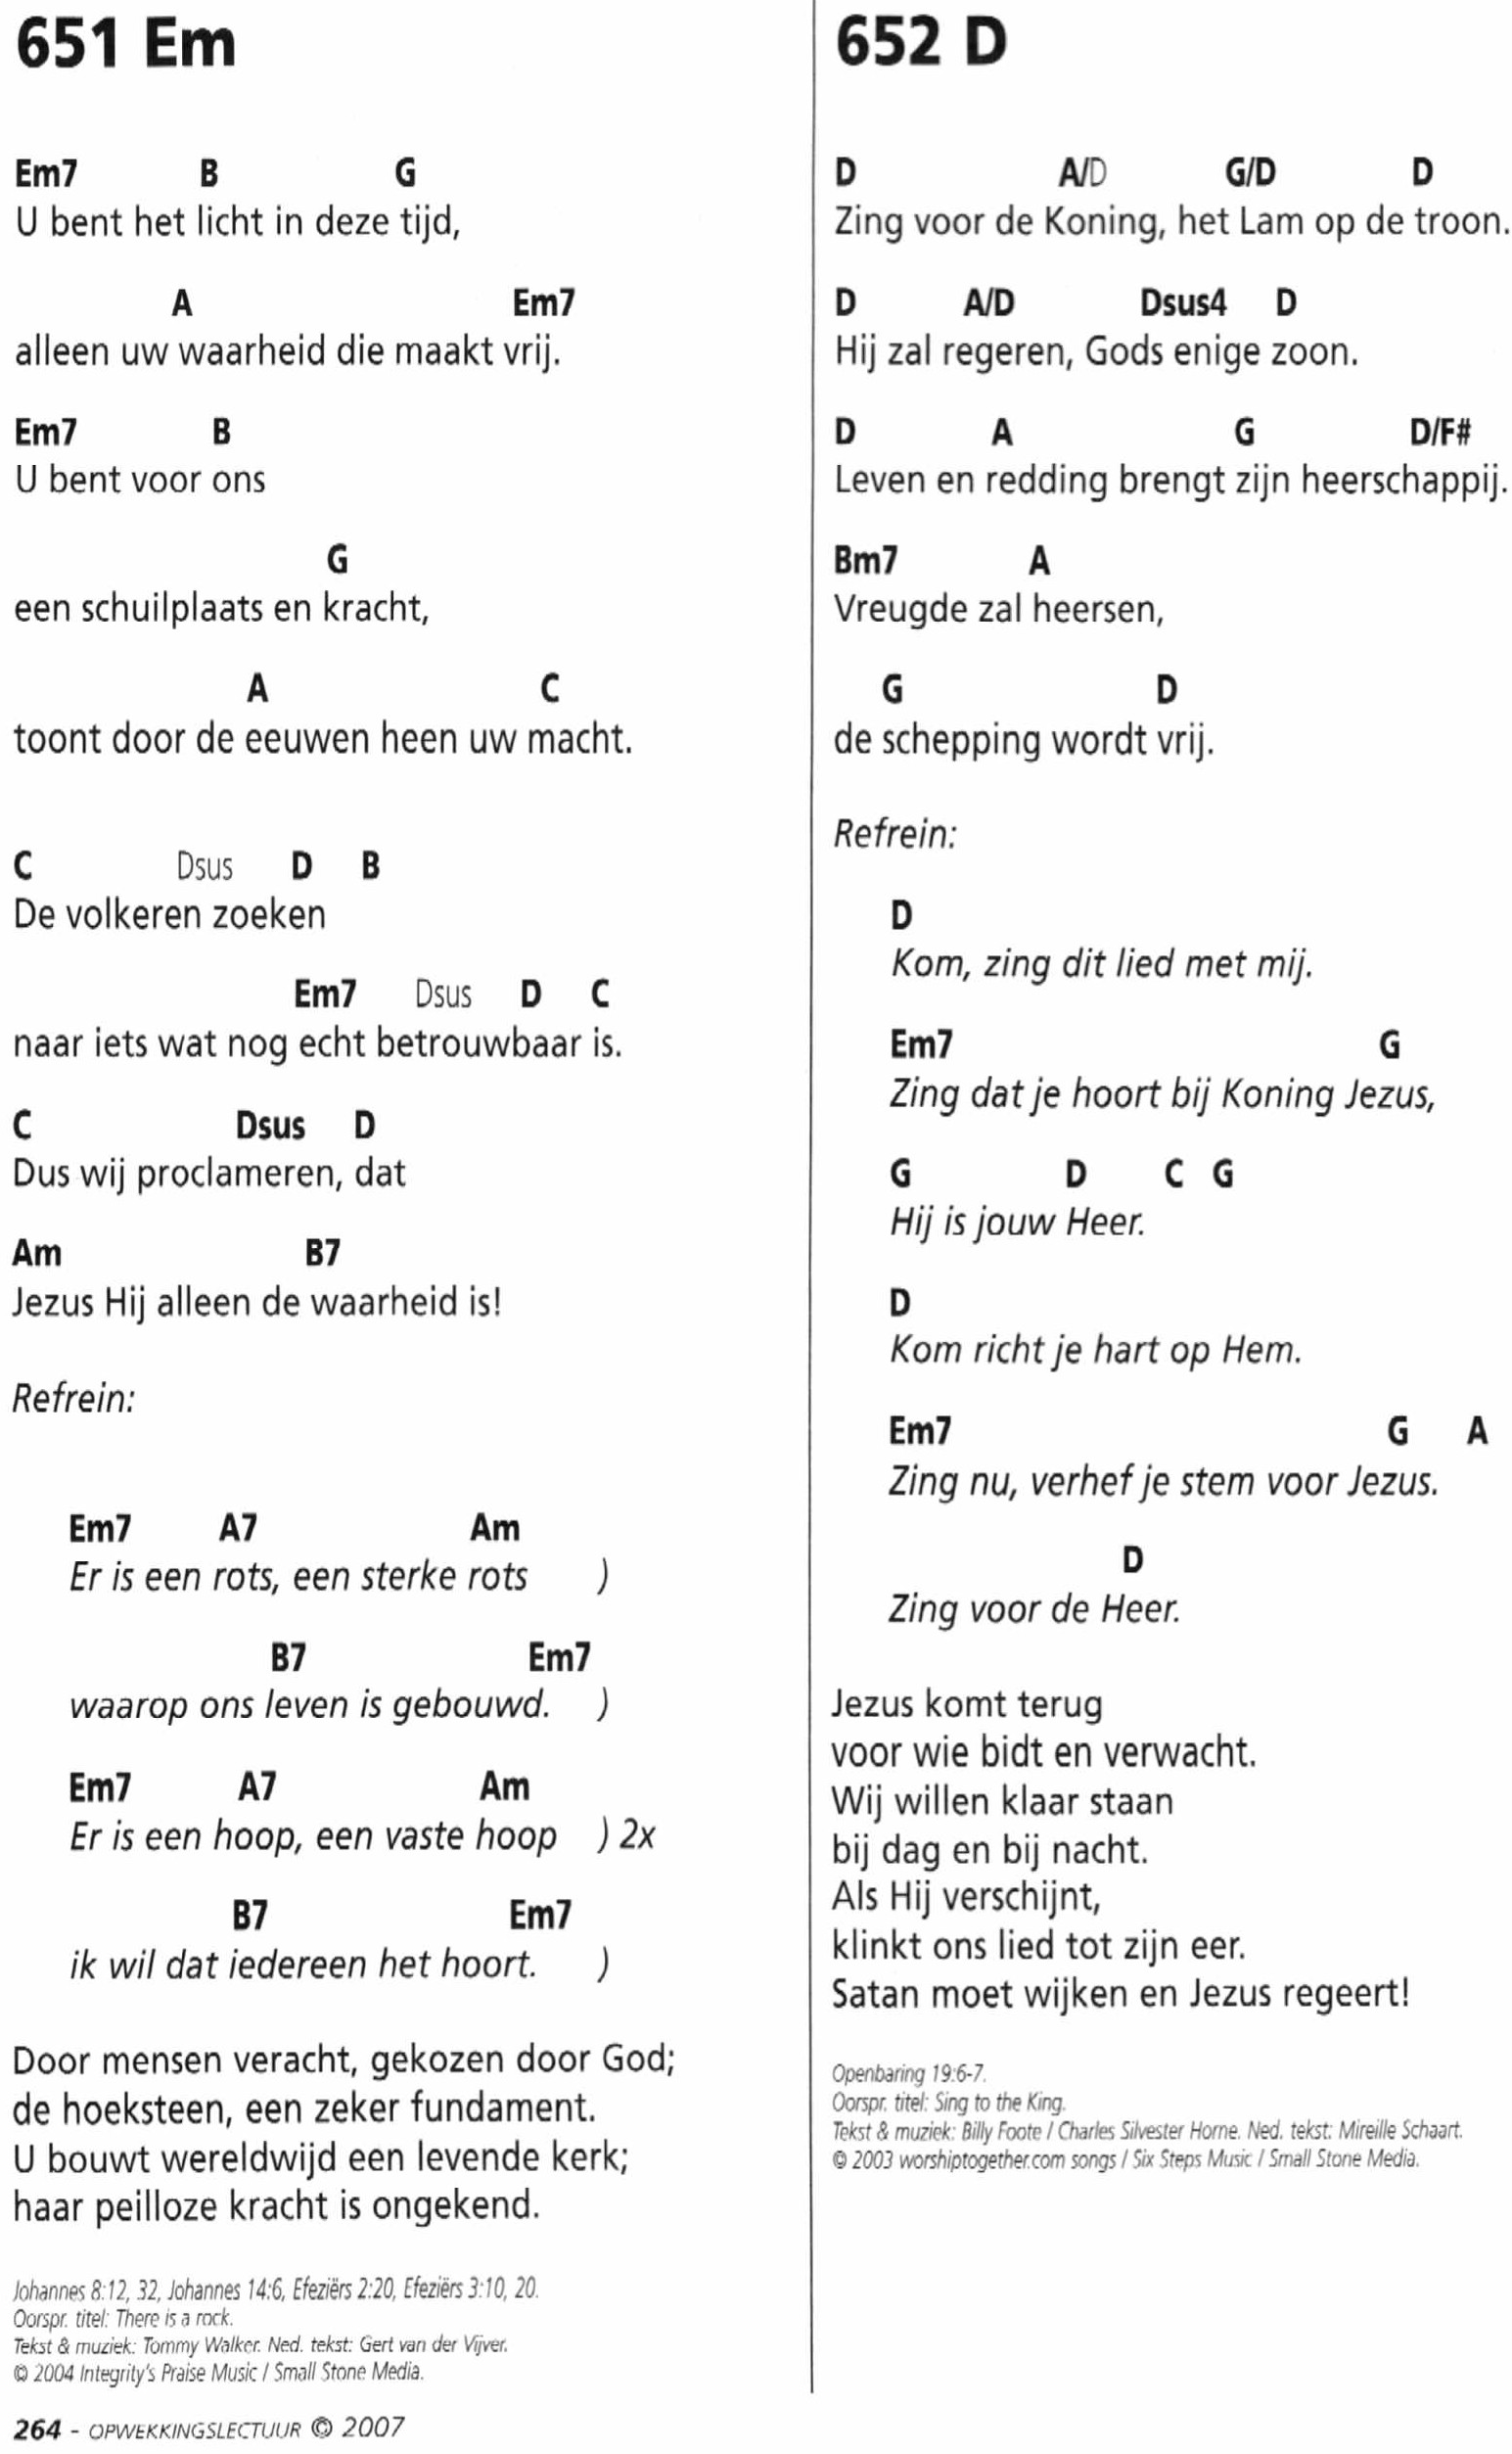 651 Em
Em7 B G
U bent het licht in deze tijd,
A Em7
alleen uw waarheid die maakt vrij.
Em7 B
U bent voor ons
G
een schuilplaats en kracht,
A C
toont door de eeuwen heen uw macht.
C Dsus D B
De volkeren zoeken
Em7 Dsus D C
naar iets wat nog echt betrouwbaar is.
C Dsus D
Dus wij proclameren, dat
Am B7
Jezus Hij alleen de waarheid is!
Refrein:
Em7 A7 Am
Er is een rots, een sterke rots )
B7 Em7
waarop ons leven is gebouwd. )
Em7 A7 Am
Er is een hoop, een vaste hoop ) 2x
B7 Em7
ik wil dat iedereen het hoort. )
Door mensen veracht, gekozen door God;
de hoeksteen, een zeker fundament.
U bouwt wereldwijd een levende kerk;
haar peilloze kracht is ongekend.
Johannes 8:12, 32, Johannes 14:6, Efeziërs 2:20, Efeziërs 3:10, 20.
Oorspr. titel: There is a rock.
Tekst & muziek: Tommy Walker. Ned. tekst: Gert van der Vijver.
© 2004 Integrity's Praise Music / Small Stone Media.
264 - OPWEKKINGSLECTUUR © 2007
652 D
D A/D G/D D
Zing voor de Koning, het Lam op de troon.
D A/D Dsus4 D
Hij zal regeren, Gods enige zoon.
D A G D/F#
Leven en redding brengt zijn heerschappij.
Bm7 A
Vreugde zal heersen,
G D
de schepping wordt vrij.
Refrein:
D
Kom, zing dit lied met mij.
Em7 G
Zing dat je hoort bij Koning Jezus,
G D C G
Hij is jouw Heer.
D
Kom richt je hart op Hem.
Em7 G A
Zing nu, verhef je stem voor Jezus.
D
Zing voor de Heer.
Jezus komt terug
voor wie bidt en verwacht.
Wij willen klaar staan
bij dag en bij nacht.
Als Hij verschijnt,
klinkt ons lied tot zijn eer.
Satan moet wijken en Jezus regeert!
Openbaring 19:6-7.
Oorspr. titel: Sing to the King.
Tekst & muziek: Billy Foote / Charles Silvester Horne. Ned. tekst: Mireille Schaart.
© 2003 worshiptogether.com songs / Six Steps Music / Small Stone Media.